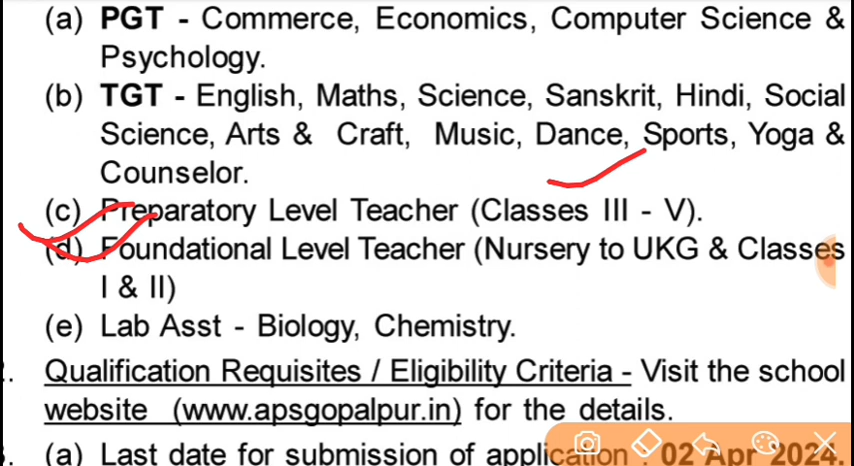 (a) PGT - Commerce, Economics, Computer Science &
Psychology.
(b) TGT - English, Maths, Science, Sanskrit, Hindi, Social
Science, Arts & Craft, Music, Dance, Sports, Yoga &
Counselor.
(c) Preparatory Level Teacher (Classes III - V).
(d) Foundational Level Teacher (Nursery to UKG & Classes
I & II)
(e) Lab Asst - Biology, Chemistry.
Qualification Requisites / Eligibility Criteria - Visit the school
website (www.apsgopalpur.in) for the details.
(a) Last date for submission of application : 02 Apr 2024.